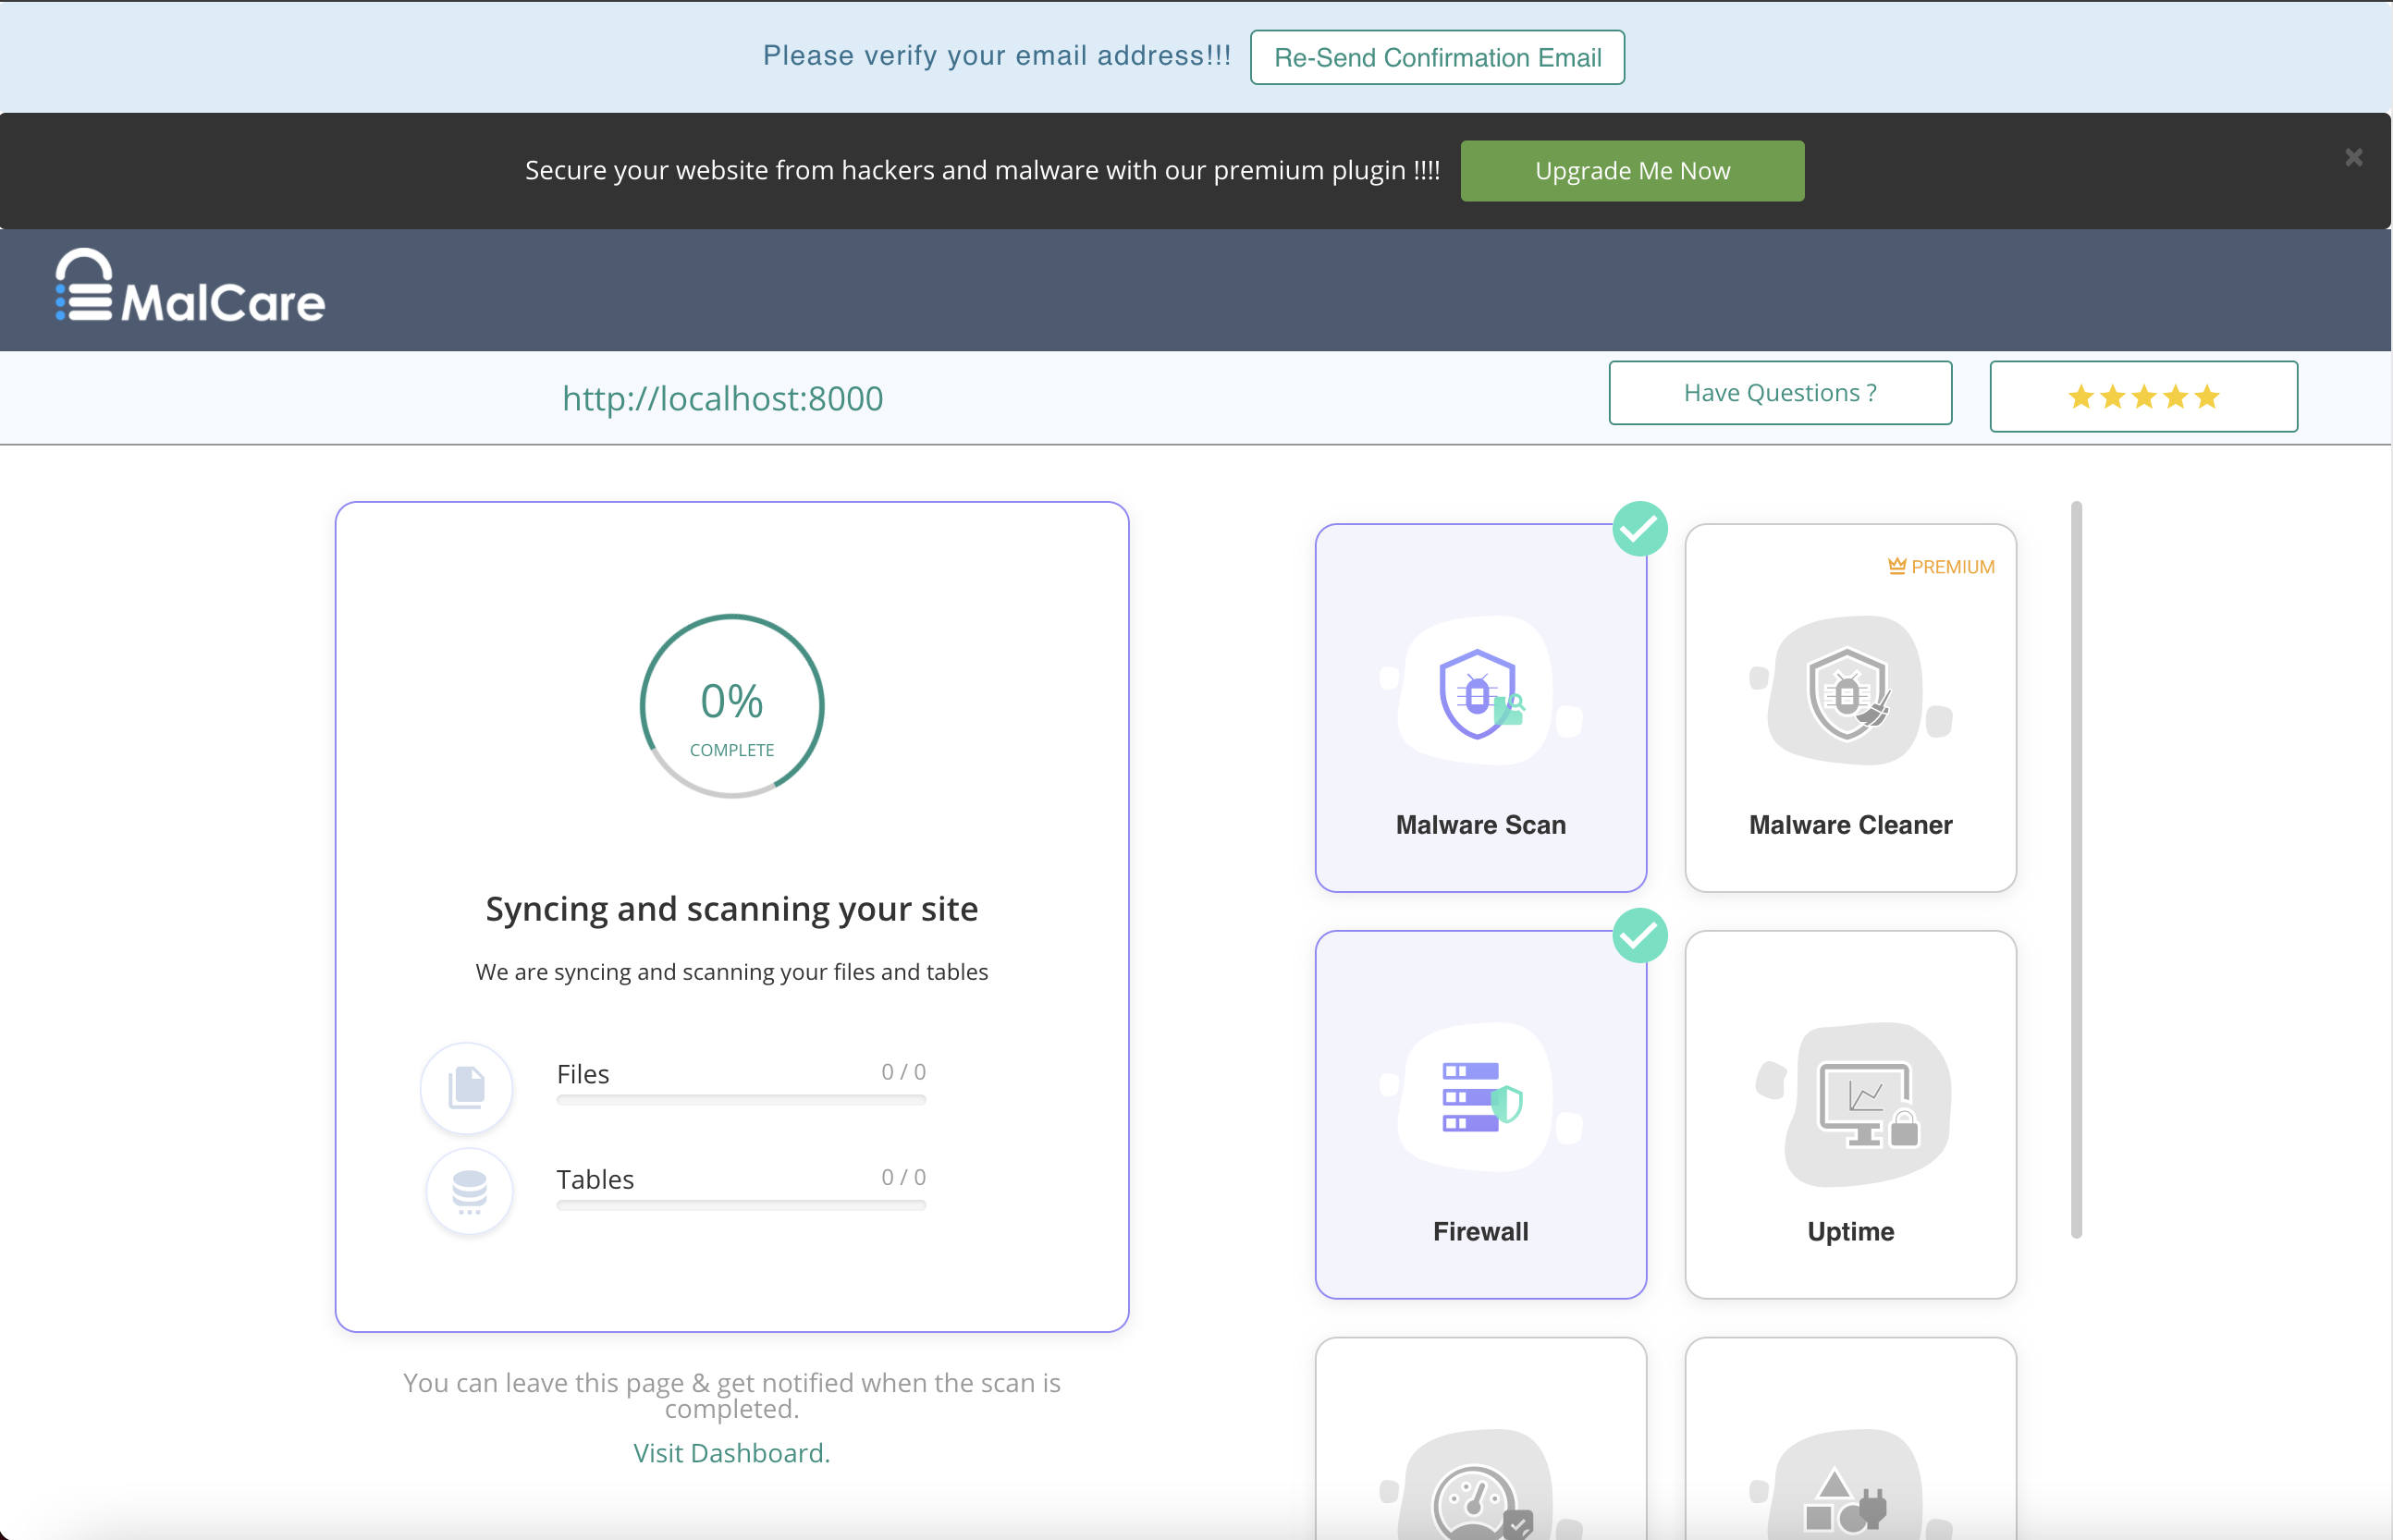 Please verify your email address!!! Re-Send Confirmation Email
Secure your website from hackers and malware with our premium plugin !!!! Upgrade Me Now
MalCare
http://localhost:8000 Have Questions ?
0%
COMPLETE
Syncing and scanning your site
We are syncing and scanning your files and tables
Files 0 / 0
Tables 0 / 0
You can leave this page & get notified when the scan is
completed.
Visit Dashboard.
Malware Scan
PREMIUM
Malware Cleaner
Firewall
Uptime